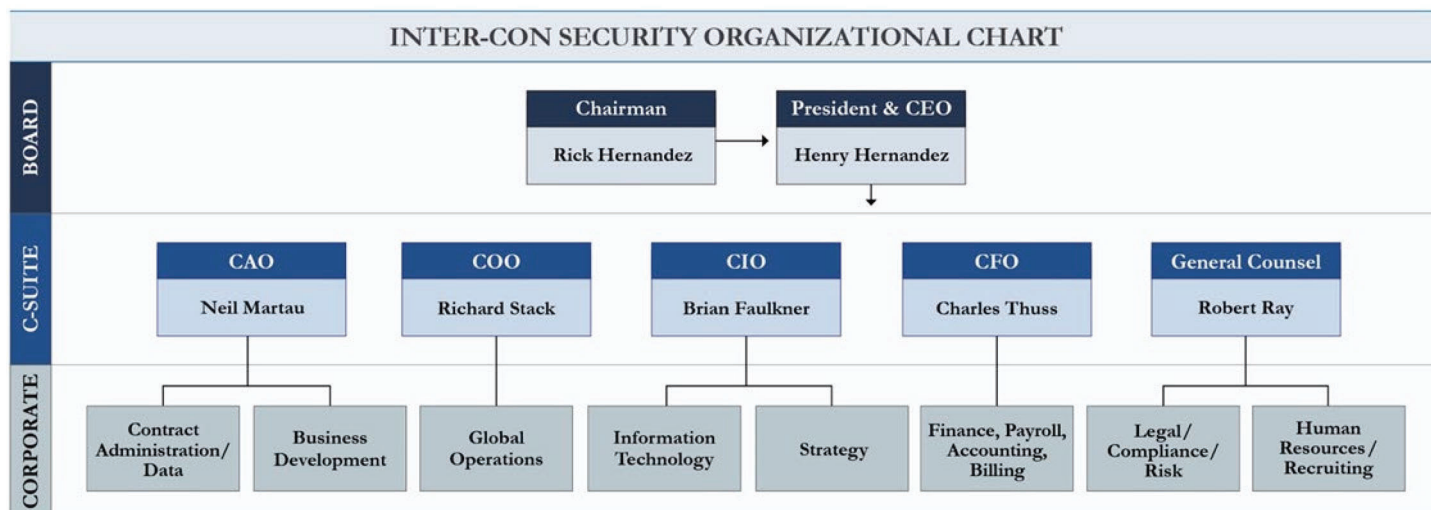 INTER-CON SECURITY ORGANIZATIONAL CHART
BOARD
Chairman
Rick Hernandez
President & CEO
Henry Hernandez
C-SUITE
CAO
Neil Martau
COO
Richard Stack
CIO
Brian Faulkner
CFO
Charles Thuss
General Counsel
Robert Ray
CORPORATE
Contract
Administration/
Data
Business
Development
Global
Operations
Information
Technology
Strategy
Finance, Payroll,
Accounting,
Billing
Legal/
Compliance/
Risk
Human
Resources/
Recruiting